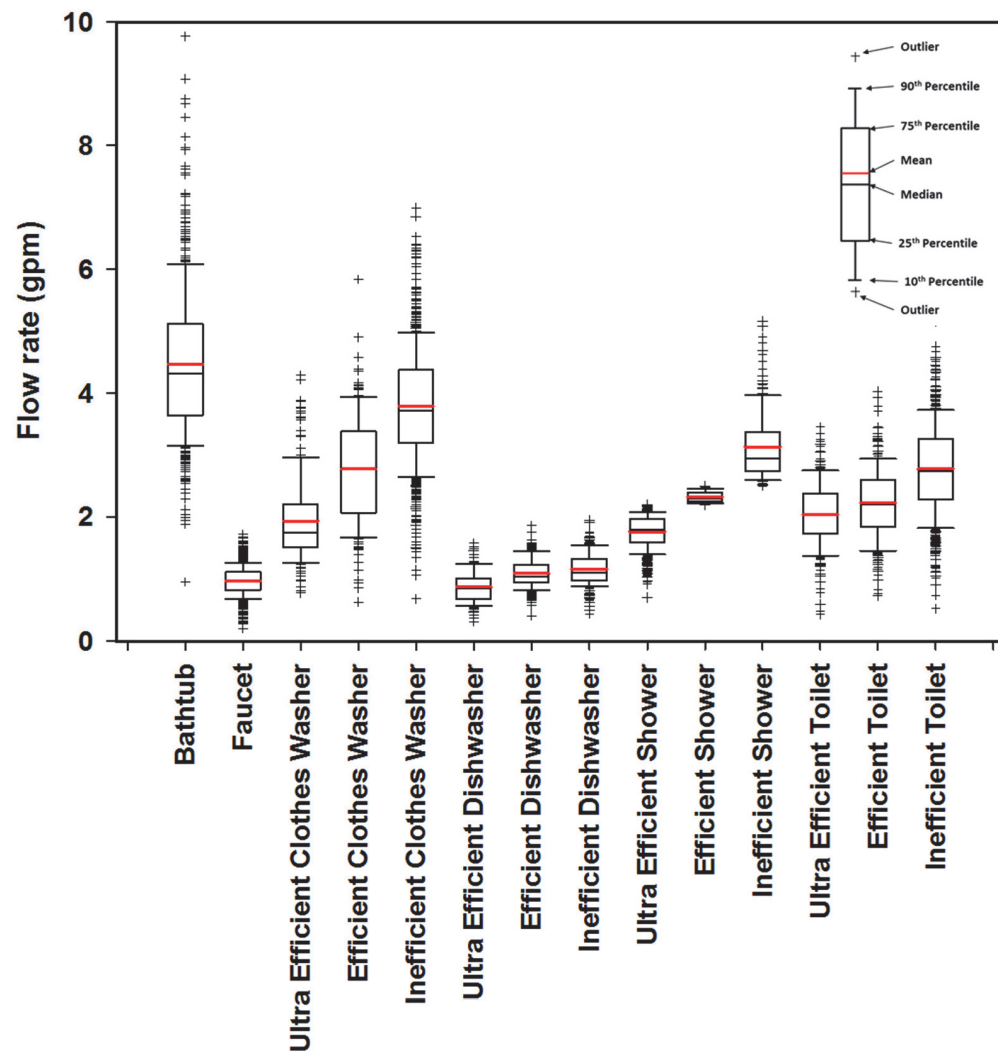 10
8
6
4
2
0
Flow rate (gpm)
Outlier
90th Percentile
75th Percentile
Mean
Median
25th Percentile
10th Percentile
Outlier
Bathtub
Faucet
Ultra Efficient Clothes Washer
Efficient Clothes Washer
Inefficient Clothes Washer
Ultra Efficient Dishwasher
Efficient Dishwasher
Inefficient Dishwasher
Ultra Efficient Shower
Efficient Shower
Inefficient Shower
Ultra Efficient Toilet
Efficient Toilet
Inefficient Toilet